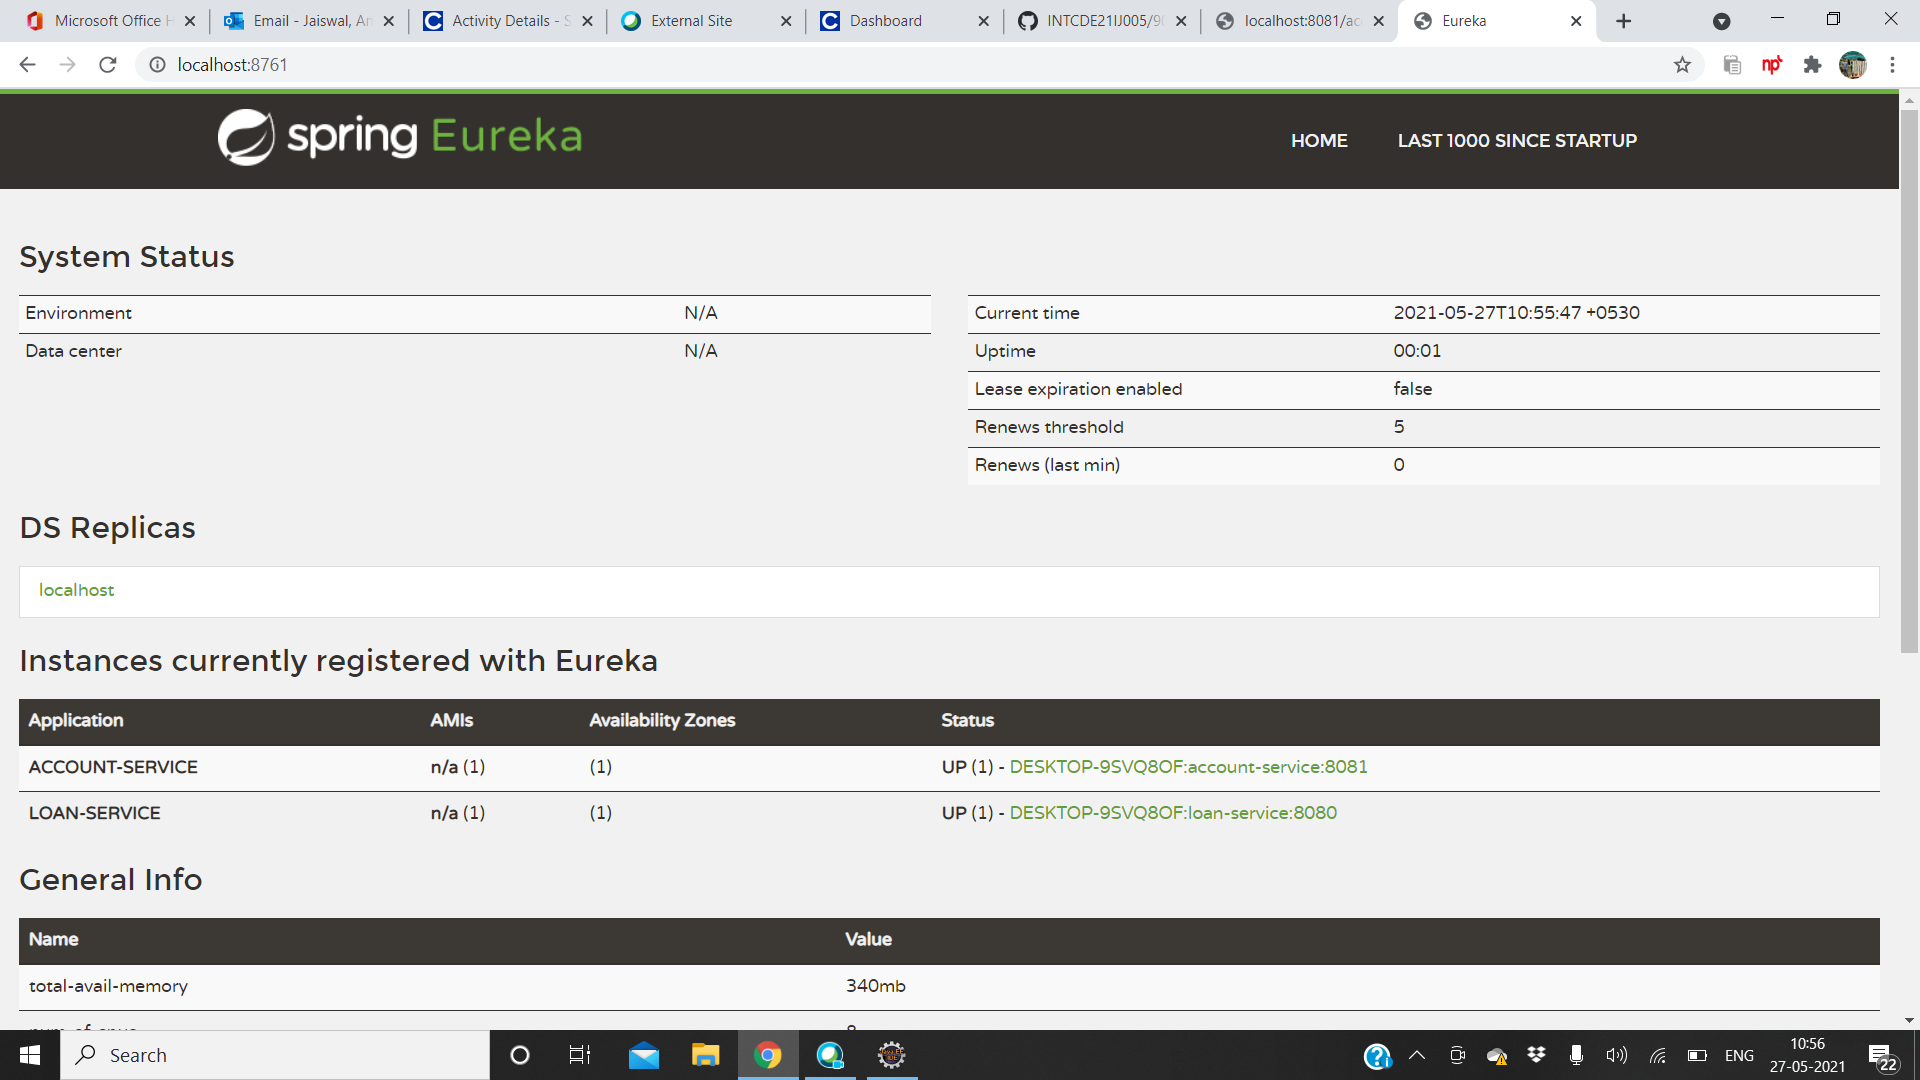 Microsoft Office H
Email - Jaiswal, An
Activity Details - S
External Site
Dashboard
INTCDE21IJ005/90
localhost:8081/ac
Eureka
localhost:8761
np
spring Eureka
HOME
LAST 1000 SINCE STARTUP
System Status
Environment N/A
Data center N/A
Current time 2021-05-27T10:55:47 +0530
Uptime 00:01
Lease expiration enabled false
Renews threshold 5
Renews (last min) 0
DS Replicas
localhost
Instances currently registered with Eureka
Application AMIs Availability Zones Status
ACCOUNT-SERVICE n/a (1) (1) UP (1) - DESKTOP-9SVQ8OF:account-service:8081
LOAN-SERVICE n/a (1) (1) UP (1) - DESKTOP-9SVQ8OF:loan-service:8080
General Info
Name Value
total-avail-memory 340mb
Search
ENG
10:56
27-05-2021
22